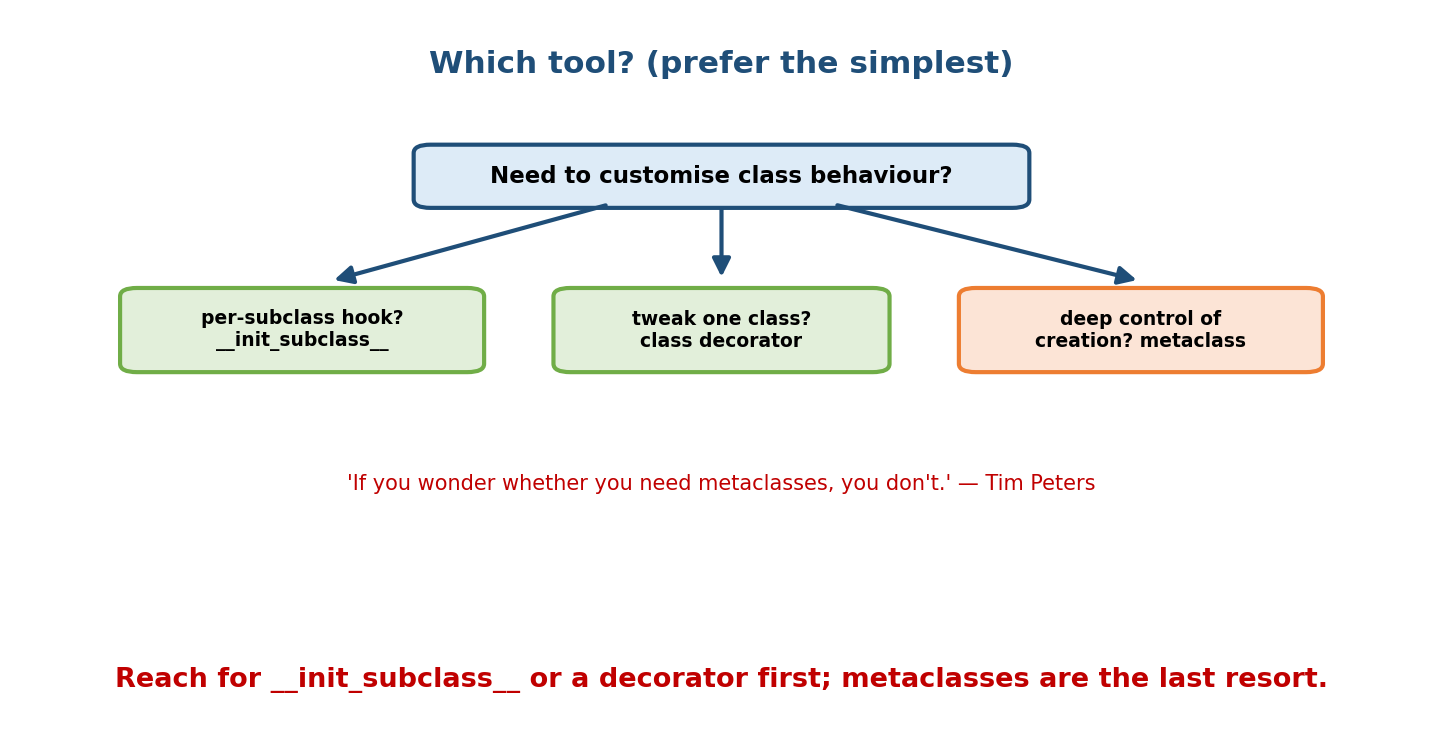 Which tool? (prefer the simplest)
Need to customise class behaviour?
per-subclass hook?
__init_subclass__
tweak one class?
class decorator
deep control of
creation? metaclass
'If you wonder whether you need metaclasses, you don't.' — Tim Peters
Reach for __init_subclass__ or a decorator first; metaclasses are the last resort.